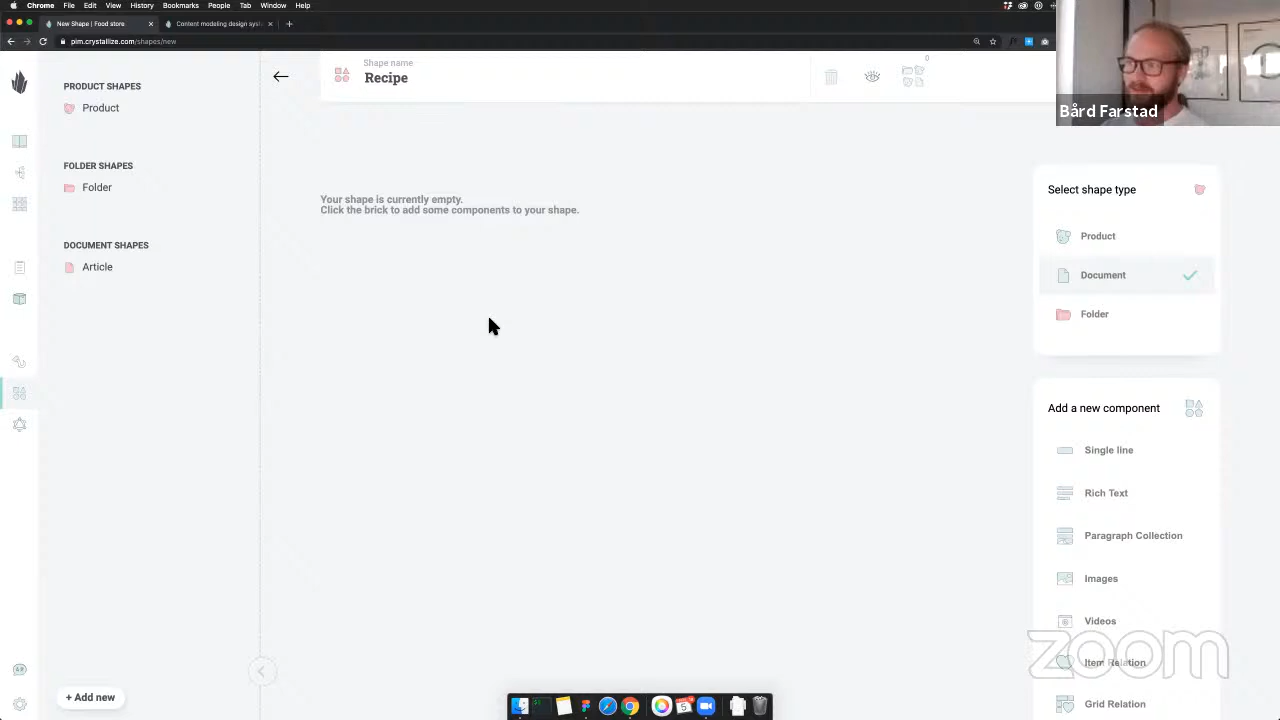 Chrome File Edit View History Bookmarks People Tab Window Help
New Shape | Food store
Content modeling design sys
pim.crystallize.com/shapes/new
PRODUCT SHAPES
Product
FOLDER SHAPES
Folder
DOCUMENT SHAPES
Article
+ Add new
Shape name
Recipe
0
Your shape is currently empty.
Click the brick to add some components to your shape.
Bård Farstad
Select shape type
Product
Document
Folder
Add a new component
Single line
Rich Text
Paragraph Collection
Images
Videos
Item Relation
Grid Relation
zoom